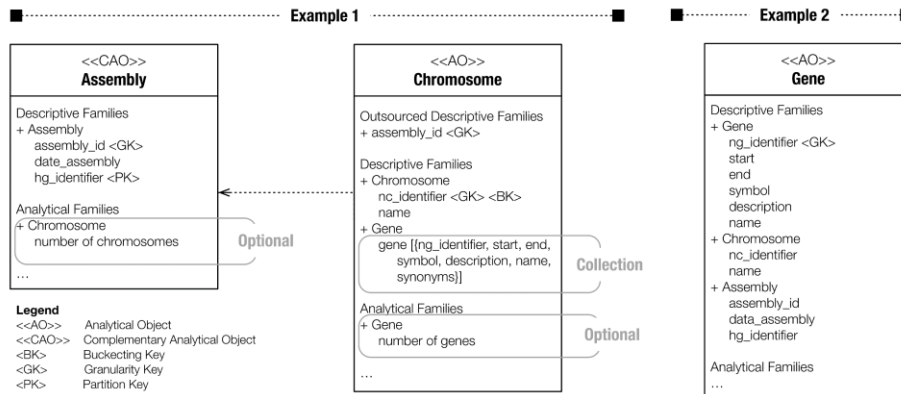 Example 1
<<CAO>>
Assembly
Descriptive Families
+ Assembly
assembly_id <GK>
date_assembly
hg_identifier <PK>
Analytical Families
+ Chromosome
number of chromosomes
Optional
...
<<AO>>
Chromosome
Outsourced Descriptive Families
+ assembly_id <GK>
Descriptive Families
+ Chromosome
nc_identifier <GK> <BK>
name
+ Gene
gene [{ng_identifier, start, end,
symbol, description, name,
synonyms}]
Collection
Analytical Families
+ Gene
number of genes
Optional
...
Example 2
<<AO>>
Gene
Descriptive Families
+ Gene
ng_identifier <GK>
start
end
symbol
description
name
+ Chromosome
nc_identifier
name
+ Assembly
assembly_id
data_assembly
hg_identifier
Analytical Families
...
Legend
<<AO>> Analytical Object
<<CAO>> Complementary Analytical Object
<BK> Buckecting Key
<GK> Granularity Key
<PK> Partition Key